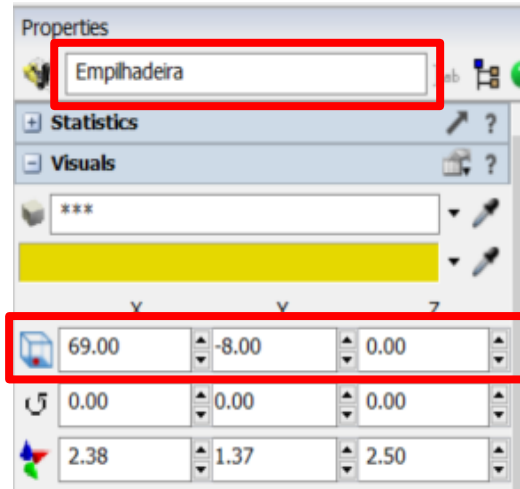 Properties
Empilhadeira
Statistics ?
Visuals ?
***
X Y Z
69.00 -8.00 0.00
0.00 0.00 0.00
2.38 1.37 2.50